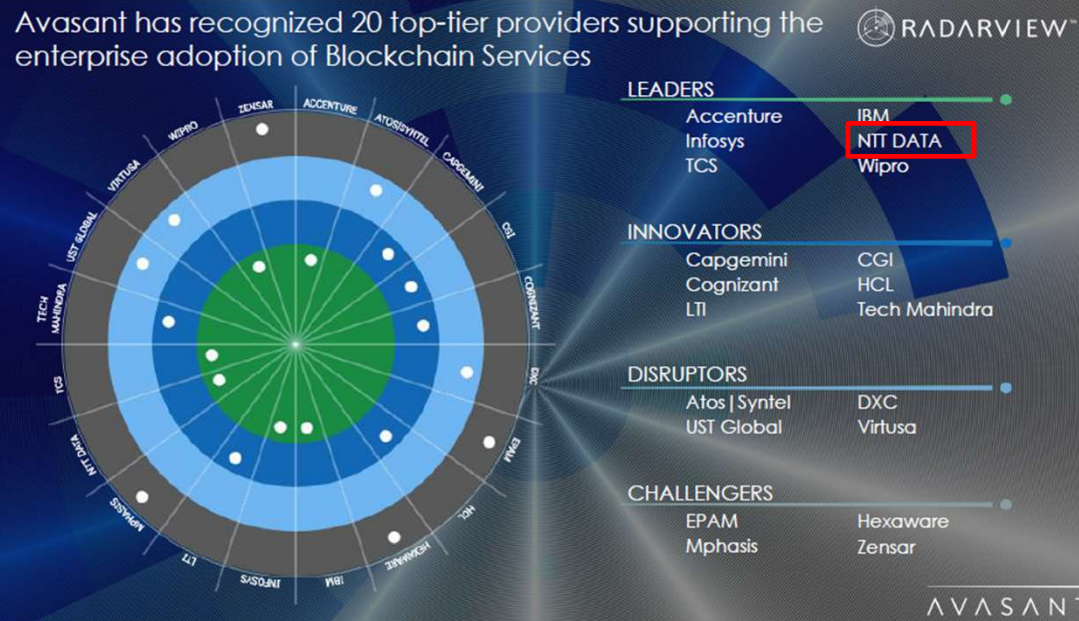 Avasant has recognized 20 top-tier providers supporting the
enterprise adoption of Blockchain Services
RADARVIEW™
ZENSAR
ACCENTURE
ATOS|SYNTEL
CAPGEMINI
CGI
COGNIZANT
DXC
EPAM
HCL
HEXAWARE
IBM
INFOSYS
LTI
MPHASIS
NTT DATA
TCS
TECH
MAHINDRA
UST GLOBAL
VIRTUSA
WIPRO
LEADERS
Accenture IBM
Infosys NTT DATA
TCS Wipro
INNOVATORS
Capgemini CGI
Cognizant HCL
LTI Tech Mahindra
DISRUPTORS
Atos|Syntel DXC
UST Global Virtusa
CHALLENGERS
EPAM Hexaware
Mphasis Zensar
AVASANT